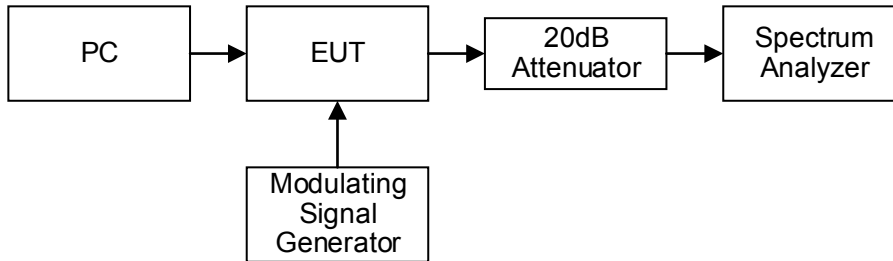 PC
EUT
20dB
Attenuator
Spectrum
Analyzer
Modulating
Signal
Generator